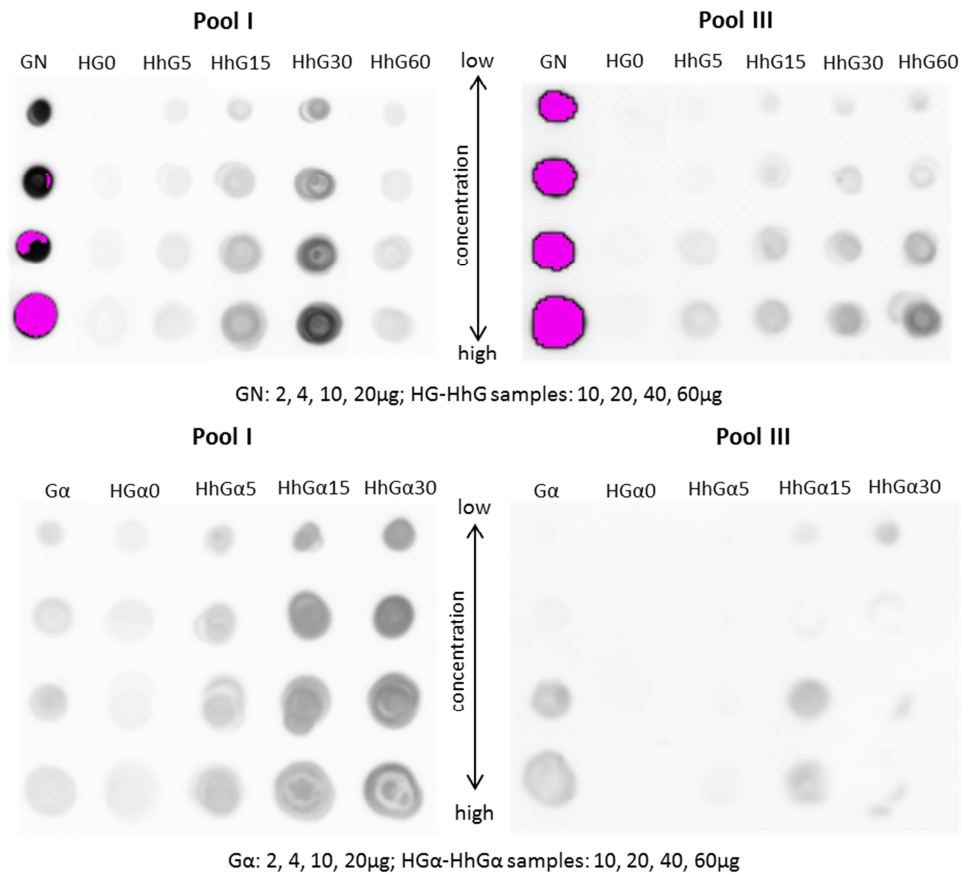 Pool I
Pool III
GN HG0 HhG5 HhG15 HhG30 HhG60
low
GN HG0 HhG5 HhG15 HhG30 HhG60
concentration
high
GN: 2, 4, 10, 20µg; HG-HhG samples: 10, 20, 40, 60µg
Pool I
Pool III
Gα HGα0 HhGα5 HhGα15 HhGα30
low
Gα HGα0 HhGα5 HhGα15 HhGα30
concentration
high
Gα: 2, 4, 10, 20µg; HGα-HhGα samples: 10, 20, 40, 60µg